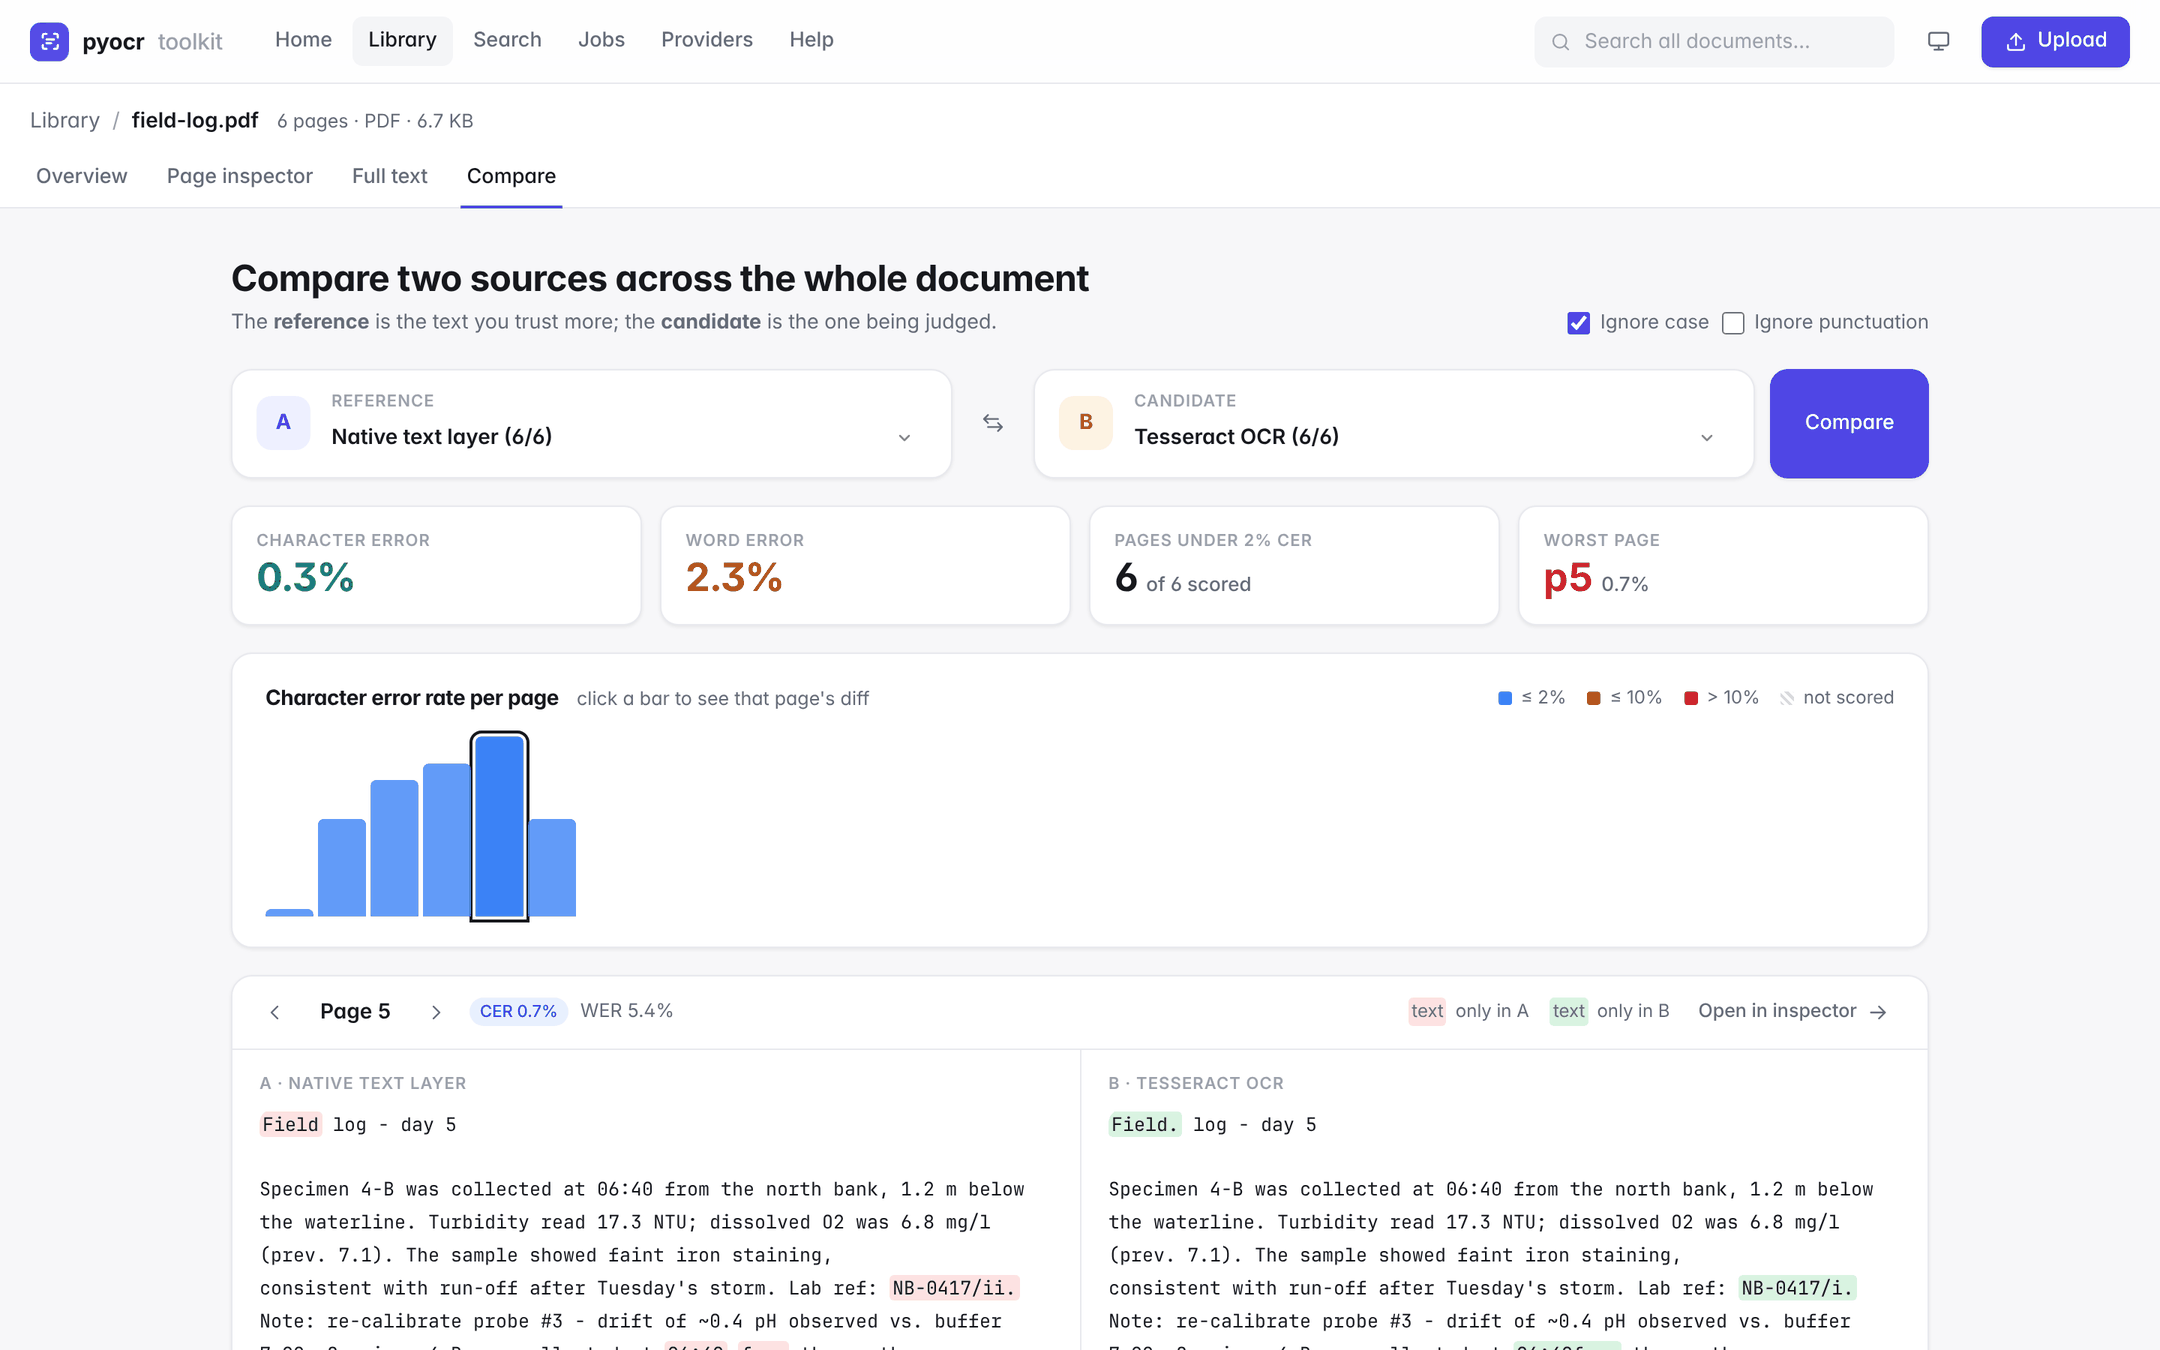 pyocr toolkit Home Library Search Jobs Providers Help Search all documents... Upload
Library / field-log.pdf 6 pages · PDF · 6.7 KB
Overview Page inspector Full text Compare
Compare two sources across the whole document
The reference is the text you trust more; the candidate is the one being judged.
Ignore case Ignore punctuation
A REFERENCE
Native text layer (6/6)
B CANDIDATE
Tesseract OCR (6/6)
Compare
CHARACTER ERROR
0.3%
WORD ERROR
2.3%
PAGES UNDER 2% CER
6 of 6 scored
WORST PAGE
p5 0.7%
Character error rate per page click a bar to see that page's diff
≤ 2% ≤ 10% > 10% not scored
Page 5 CER 0.7% WER 5.4% text only in A text only in B Open in inspector →
A · NATIVE TEXT LAYER
Field log - day 5
Specimen 4-B was collected at 06:40 from the north bank, 1.2 m below
the waterline. Turbidity read 17.3 NTU; dissolved O2 was 6.8 mg/l
(prev. 7.1). The sample showed faint iron staining,
consistent with run-off after Tuesday's storm. Lab ref: NB-0417/ii.
Note: re-calibrate probe #3 - drift of ~0.4 pH observed vs. buffer
B · TESSERACT OCR
Field. log - day 5
Specimen 4-B was collected at 06:40 from the north bank, 1.2 m below
the waterline. Turbidity read 17.3 NTU; dissolved O2 was 6.8 mg/l
(prev. 7.1). The sample showed faint iron staining,
consistent with run-off after Tuesday's storm. Lab ref: NB-0417/i.
Note: re-calibrate probe #3 - drift of ~0.4 pH observed vs. buffer